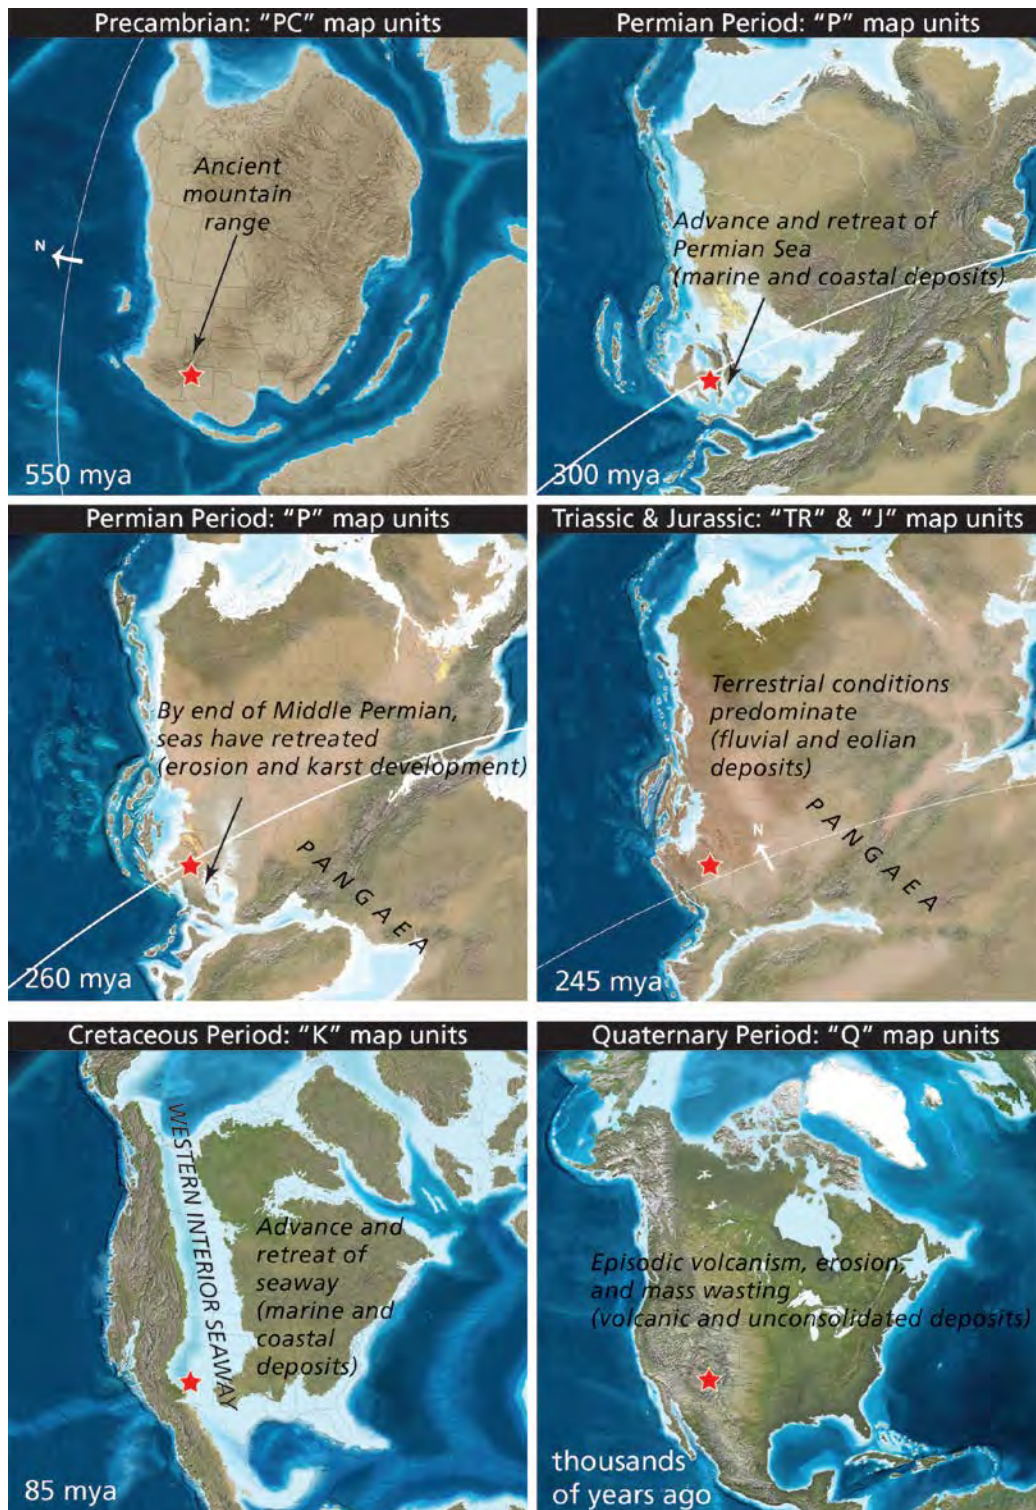 Precambrian: "PC" map units
Ancient
mountain
range
N
550 mya
Permian Period: "P" map units
Advance and retreat of
Permian Sea
(marine and coastal deposits)
300 mya
Permian Period: "P" map units
By end of Middle Permian,
seas have retreated
(erosion and karst development)
PANGAEA
260 mya
Triassic & Jurassic: "TR" & "J" map units
Terrestrial conditions
predominate
(fluvial and eolian
deposits)
N
PANGAEA
245 mya
Cretaceous Period: "K" map units
WESTERN INTERIOR SEAWAY
Advance and
retreat of
seaway
(marine and
coastal
deposits)
85 mya
Quaternary Period: "Q" map units
Episodic volcanism, erosion,
and mass wasting
(volcanic and unconsolidated deposits)
thousands
of years ago